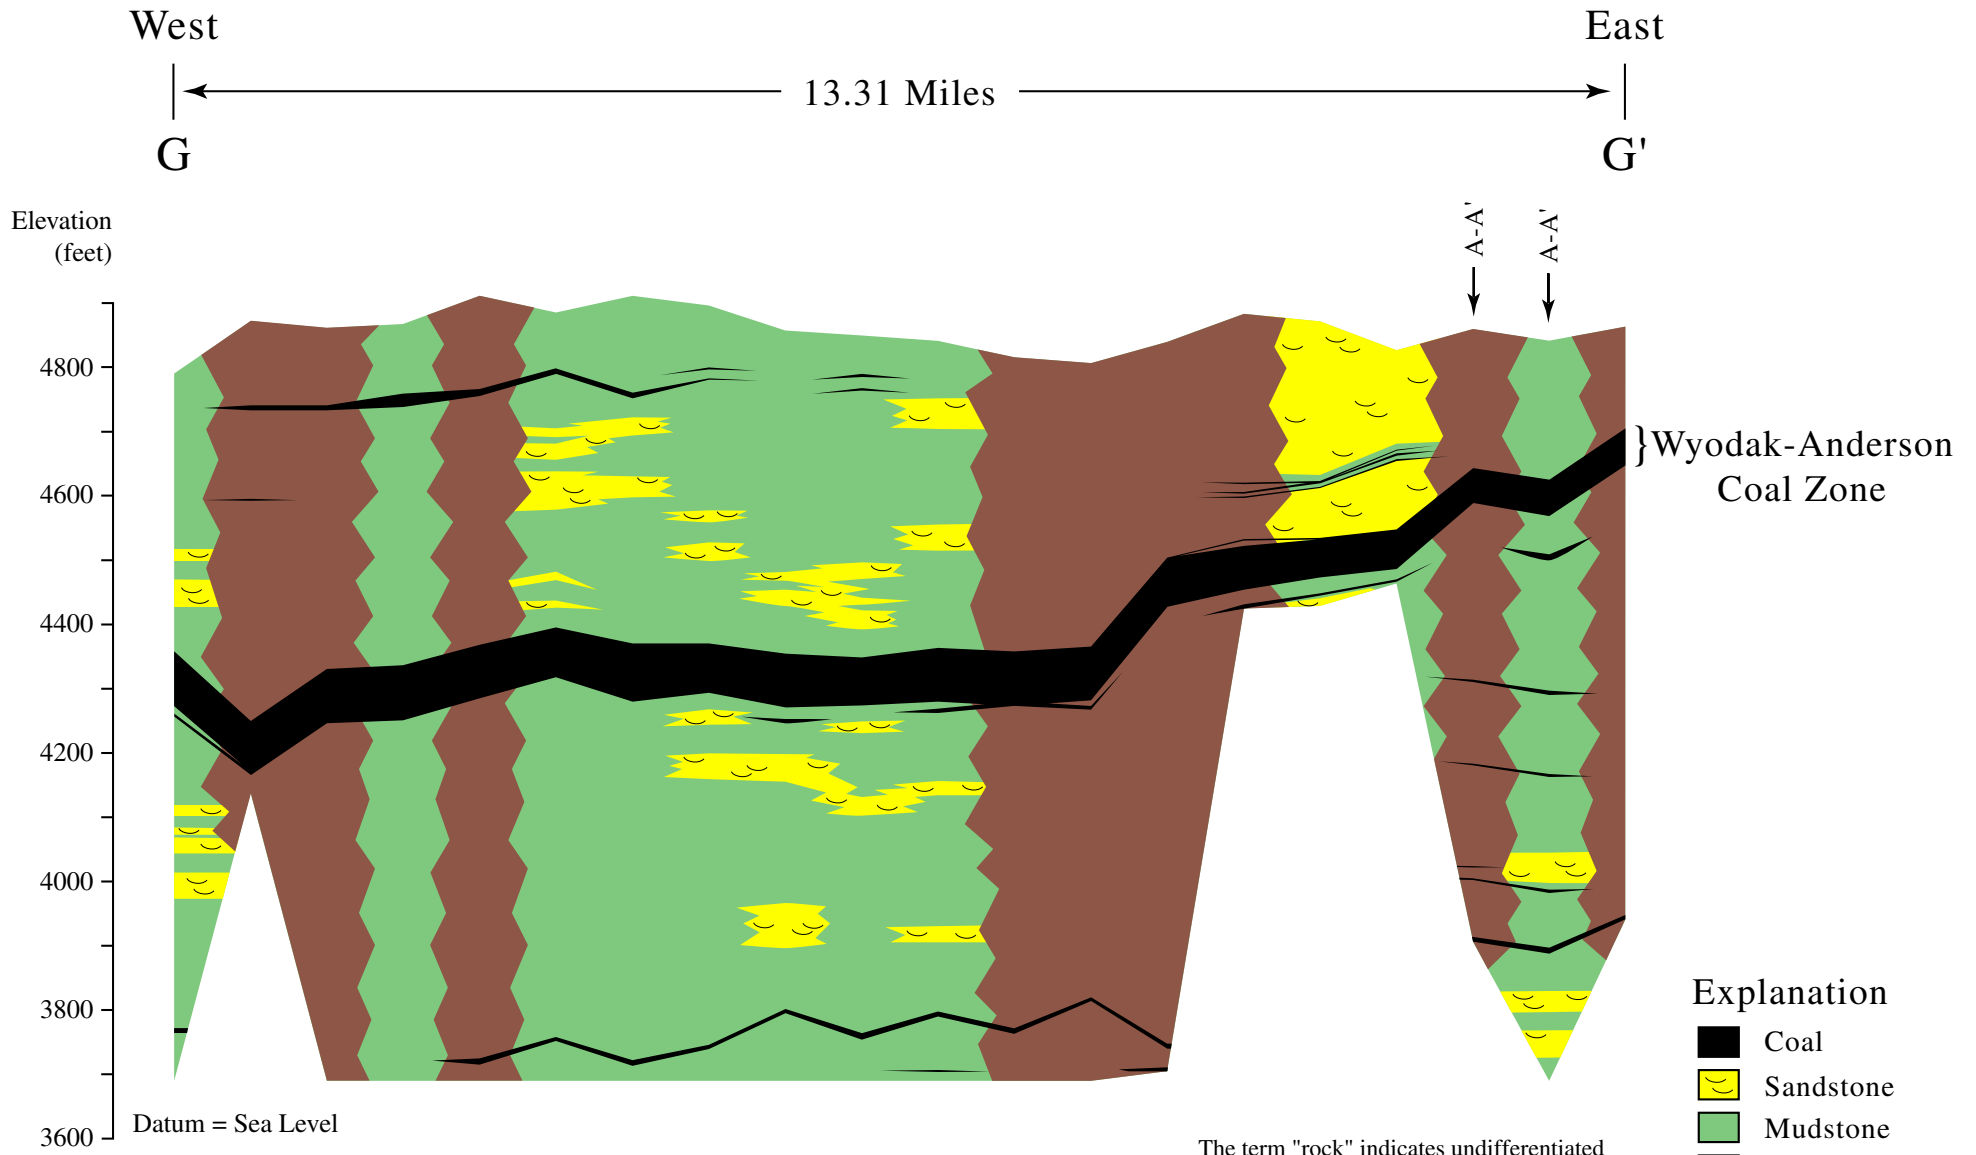 West
East
13.31 Miles
G
G'
Elevation
(feet)
A-A'
A-A'
4800
4600
4400
4200
4000
3800
3600
}Wyodak-Anderson
Coal Zone
Datum = Sea Level
Explanation
Coal
Sandstone
Mudstone
The term "rock" indicates undifferentiated